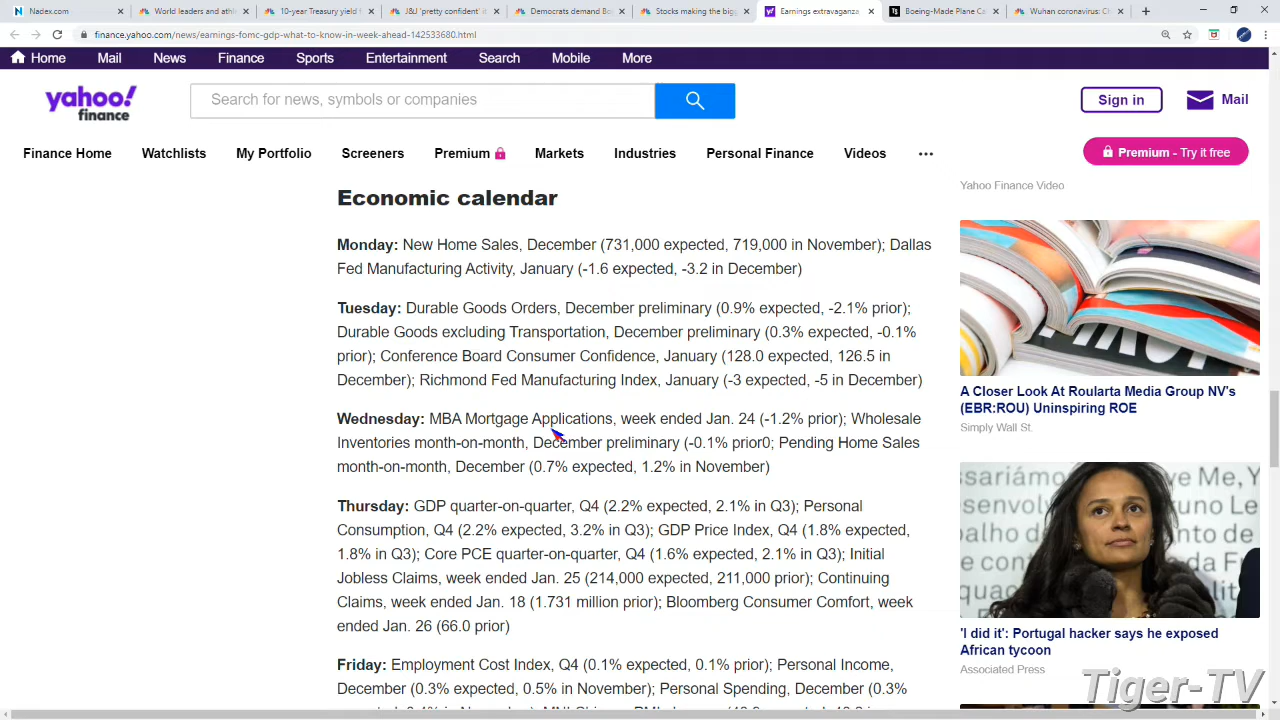 Nadex.com
World leaders and athl
10-year Treasury yield f
J&J 'pretty confident' it
Democrats demand Bo
Stocks making the big
Earnings extravaganza
Boeing-Made Plane Ca
Wuhan coronavirus: Ch
finance.yahoo.com/news/earnings-fomc-gdp-what-to-know-in-week-ahead-142533680.html
Home Mail News Finance Sports Entertainment Search Mobile More
yahoo!
finance
Search for news, symbols or companies
Sign in
Mail
Finance Home Watchlists My Portfolio Screeners Premium Markets Industries Personal Finance Videos ...
Premium - Try it free
Economic calendar
Monday: New Home Sales, December (731,000 expected, 719,000 in November); Dallas
Fed Manufacturing Activity, January (-1.6 expected, -3.2 in December)
Tuesday: Durable Goods Orders, December preliminary (0.9% expected, -2.1% prior);
Durable Goods excluding Transportation, December preliminary (0.3% expected, -0.1%
prior); Conference Board Consumer Confidence, January (128.0 expected, 126.5 in
December); Richmond Fed Manufacturing Index, January (-3 expected, -5 in December)
Wednesday: MBA Mortgage Applications, week ended Jan. 24 (-1.2% prior); Wholesale
Inventories month-on-month, December preliminary (-0.1% prior0; Pending Home Sales
month-on-month, December (0.7% expected, 1.2% in November)
Thursday: GDP quarter-on-quarter, Q4 (2.2% expected, 2.1% in Q3); Personal
Consumption, Q4 (2.2% expected, 3.2% in Q3); GDP Price Index, Q4 (1.8% expected,
1.8% in Q3); Core PCE quarter-on-quarter, Q4 (1.6% expected, 2.1% in Q3); Initial
Jobless Claims, week ended Jan. 25 (214,000 expected, 211,000 prior); Continuing
Claims, week ended Jan. 18 (1.731 million prior); Bloomberg Consumer Comfort, week
ended Jan. 26 (66.0 prior)
Friday: Employment Cost Index, Q4 (0.1% expected, 0.1% prior); Personal Income,
December (0.3% expected, 0.5% in November); Personal Spending, December (0.3%
Yahoo Finance Video
A Closer Look At Roularta Media Group NV's
(EBR:ROU) Uninspiring ROE
Simply Wall St.
'I did it': Portugal hacker says he exposed
African tycoon
Associated Press
Tiger-TV